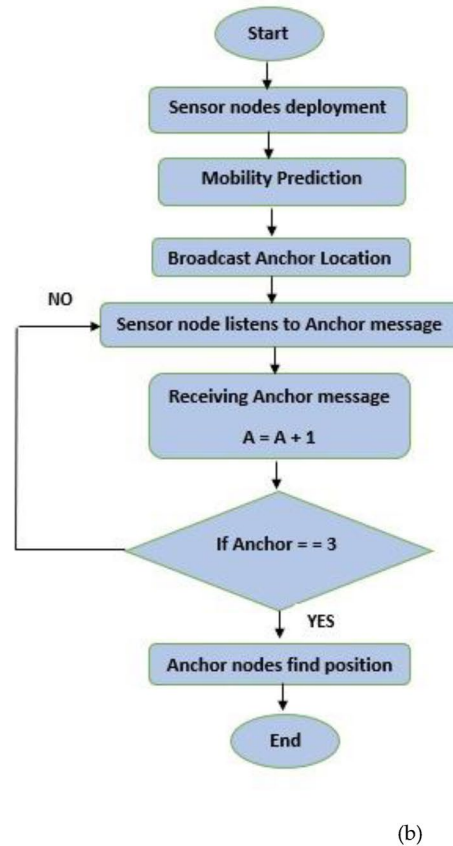 Start
Sensor nodes deployment
Mobility Prediction
Broadcast Anchor Location
NO
Sensor node listens to Anchor message
Receiving Anchor message
A = A + 1
If Anchor = = 3
YES
Anchor nodes find position
End
(b)